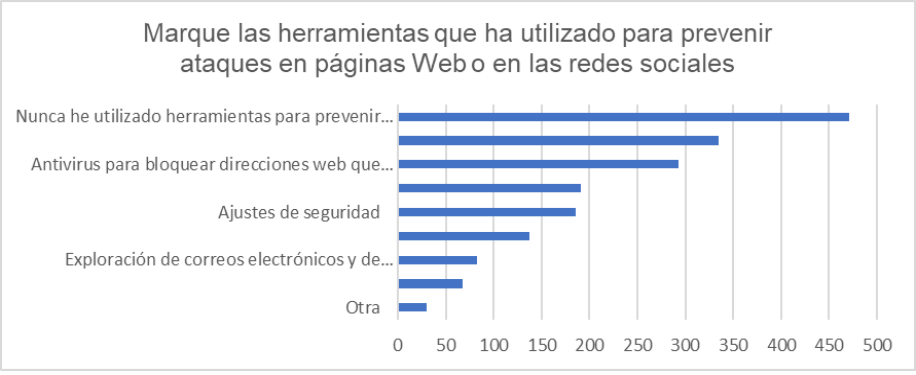 Marque las herramientas que ha utilizado para prevenir
ataques en páginas Web o en las redes sociales
Nunca he utilizado herramientas para prevenir...
Antivirus para bloquear direcciones web que...
Ajustes de seguridad
Exploración de correos electrónicos y de...
Otra
0 50 100 150 200 250 300 350 400 450 500